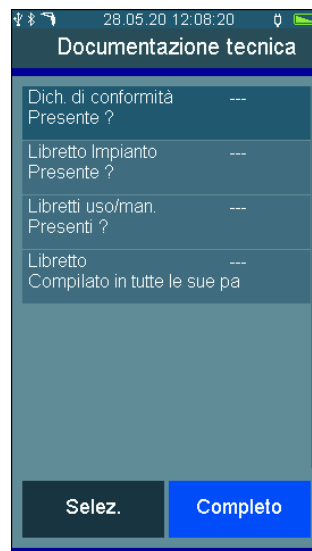 28.05.20 12:08:20
Documentazione tecnica
Dich. di conformità ---
Presente ?
Libretto Impianto ---
Presente ?
Libretti uso/man. ---
Presenti ?
Libretto ---
Compilato in tutte le sue pa
Selez. Completo